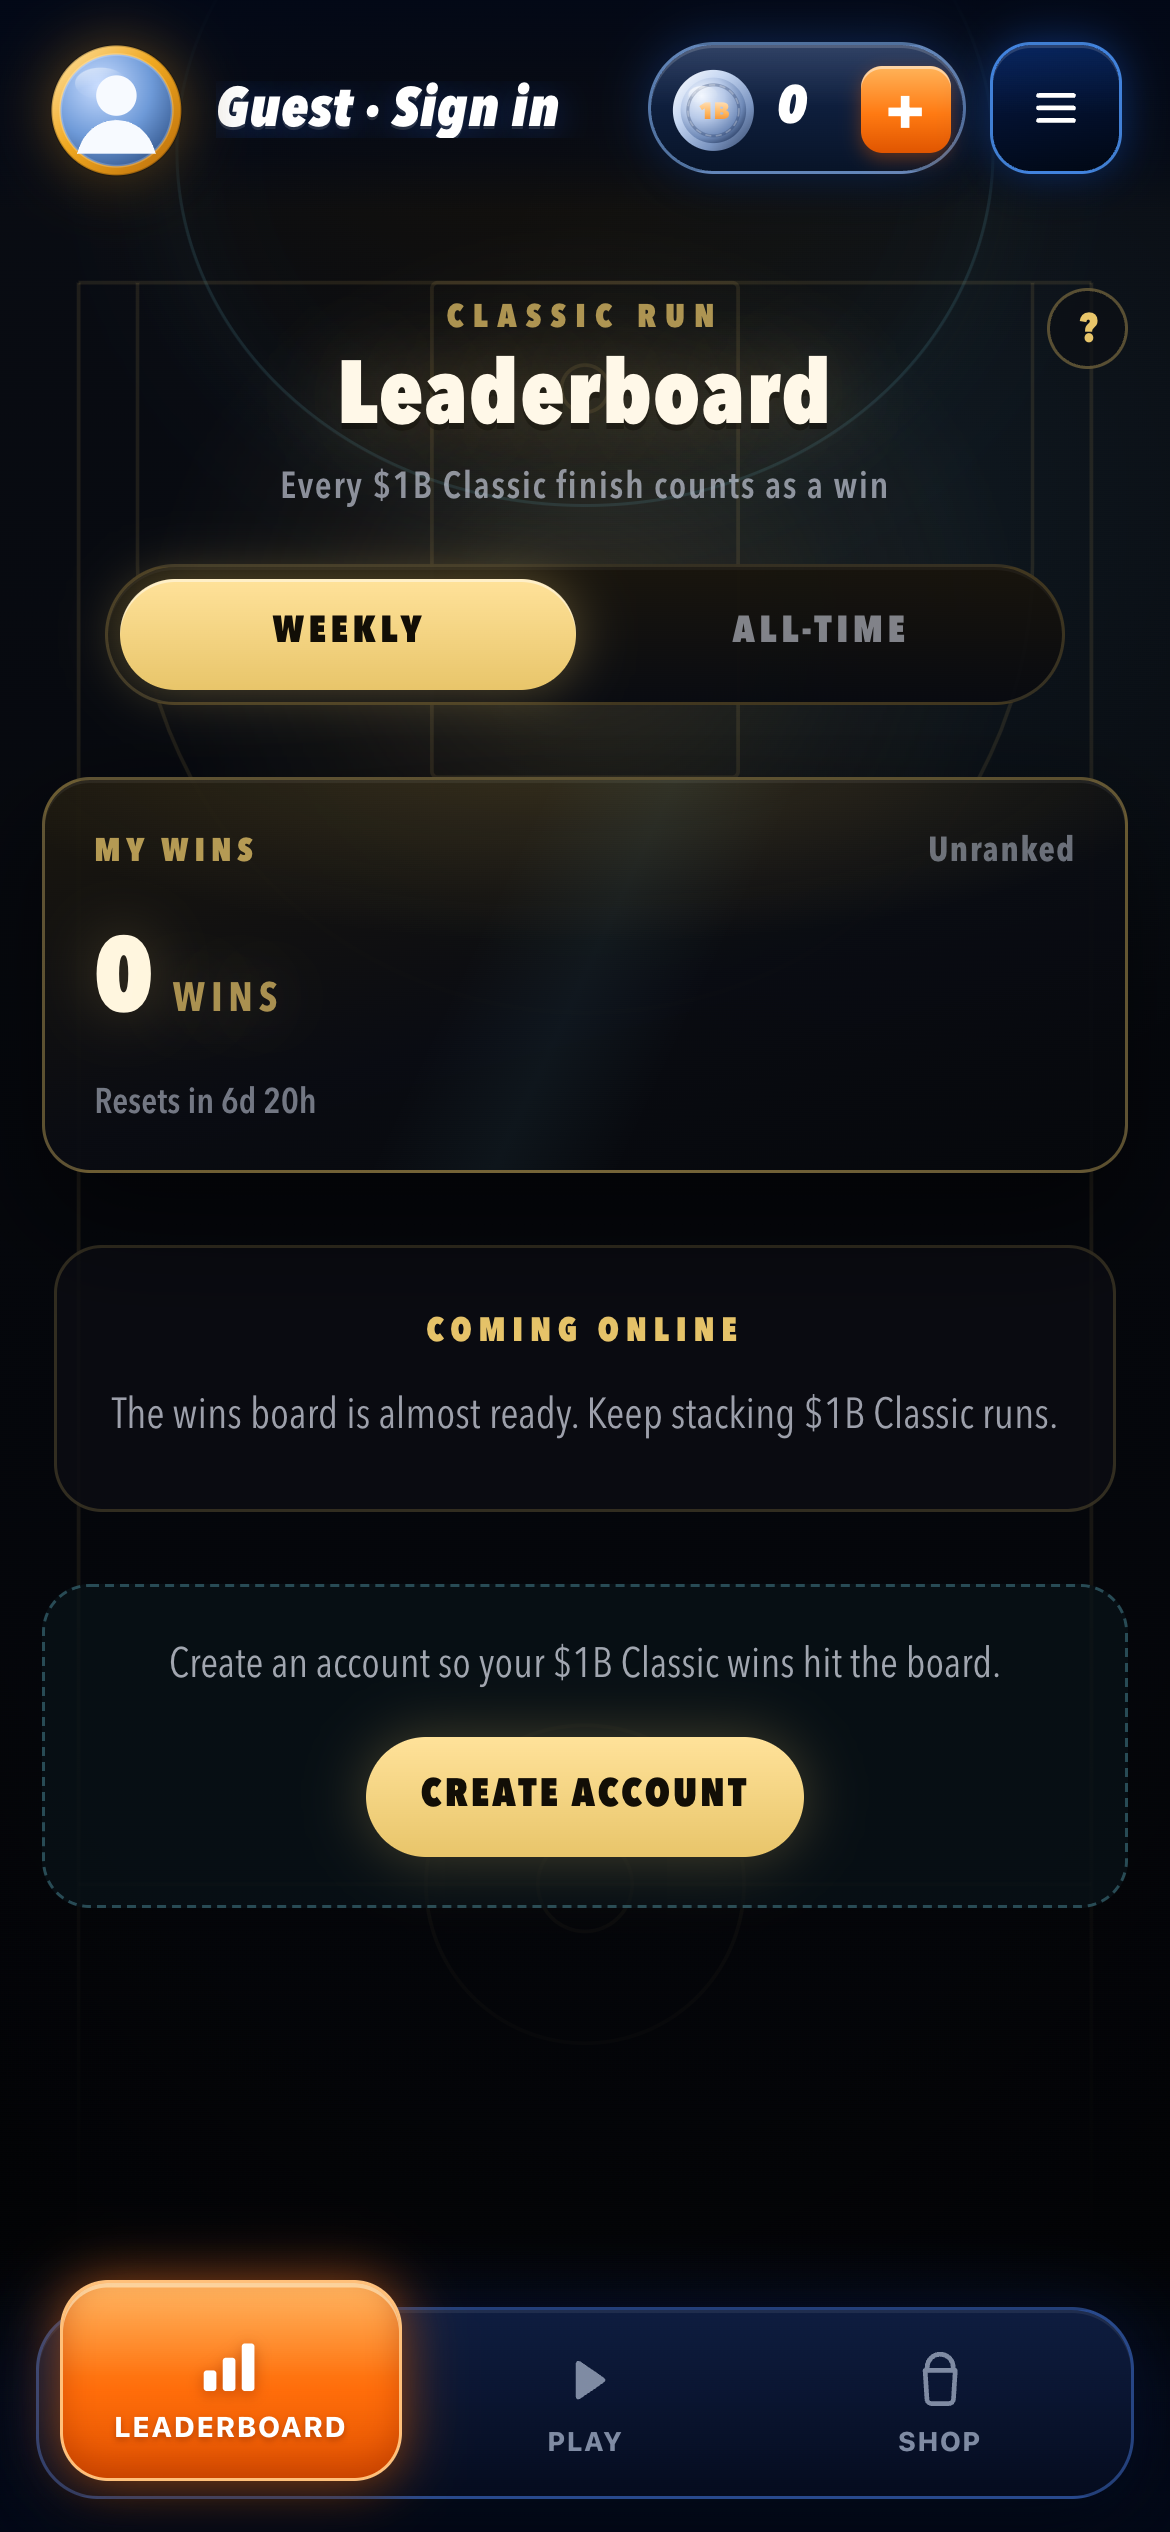 Guest · Sign in
1B
0
+
CLASSIC RUN
?
Leaderboard
Every $1B Classic finish counts as a win
WEEKLY
ALL-TIME
MY WINS
Unranked
0 WINS
Resets in 6d 20h
COMING ONLINE
The wins board is almost ready. Keep stacking $1B Classic runs.
Create an account so your $1B Classic wins hit the board.
CREATE ACCOUNT
LEADERBOARD
PLAY
SHOP